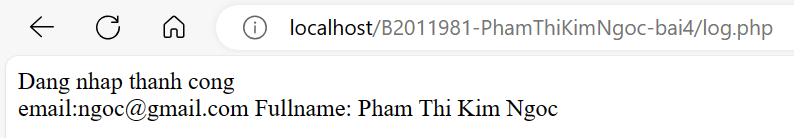 localhost/B2011981-PhamThiKimNgoc-bai4/log.php
Dang nhap thanh cong
email:ngoc@gmail.com Fullname: Pham Thi Kim Ngoc